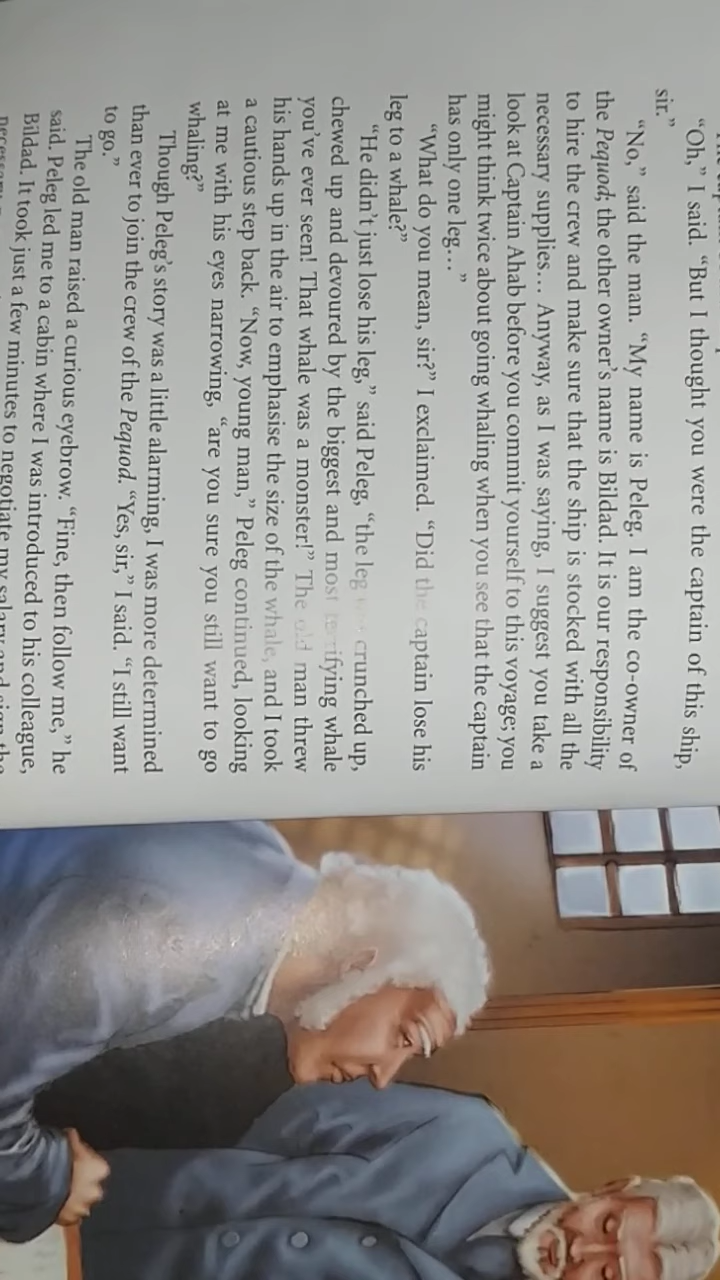 "Oh," I said. "But I thought you were the captain of this ship,
sir."
"No," said the man. "My name is Peleg. I am the co-owner of
the Pequod; the other owner's name is Bildad. It is our responsibility
to hire the crew and make sure that the ship is stocked with all the
necessary supplies... Anyway, as I was saying, I suggest you take a
look at Captain Ahab before you commit yourself to this voyage; you
might think twice about going whaling when you see that the captain
has only one leg..."
"What do you mean, sir?" I exclaimed. "Did the captain lose his
leg to a whale?"
"He didn't just lose his leg," said Peleg, "the leg was crunched up,
chewed up and devoured by the biggest and most terrifying whale
you've ever seen! That whale was a monster!" The old man threw
his hands up in the air to emphasise the size of the whale, and I took
a cautious step back. "Now, young man," Peleg continued, looking
at me with his eyes narrowing, "are you sure you still want to go
whaling?"
Though Peleg's story was a little alarming, I was more determined
than ever to join the crew of the Pequod. "Yes, sir," I said. "I still want
to go."
The old man raised a curious eyebrow. "Fine, then follow me," he
said. Peleg led me to a cabin where I was introduced to his colleague,
Bildad. It took just a few minutes to negotiate my salary and sign the